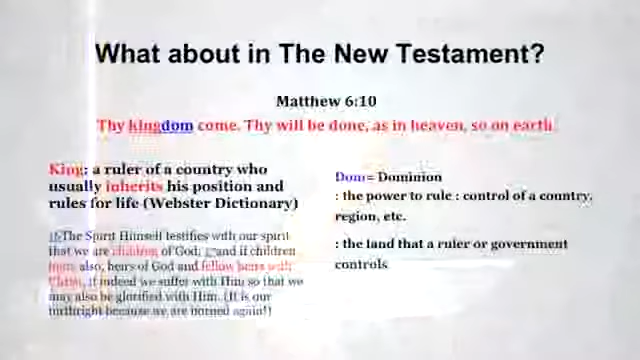 What about in The New Testament?
Matthew 6:10
Thy kingdom come. Thy will be done, as in heaven, so on earth.
King: a ruler of a country who
usually inherits his position and
rules for life (Webster Dictionary)
16The Spirit Himself testifies with our spirit
that we are children of God; 17and if children
heirs also, heirs of God and fellow heirs with
Christ, if indeed we suffer with Him so that we
may also be glorified with Him. (It is our
birthright because we are borned again!)
Dom= Dominion
: the power to rule : control of a country,
region, etc.
: the land that a ruler or government
controls